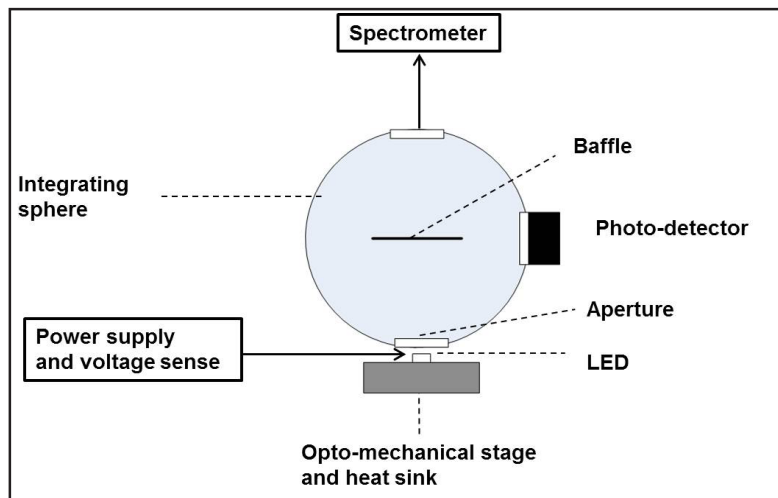 Spectrometer
Baffle
Integrating
sphere
Photo-detector
Aperture
Power supply
and voltage sense
LED
Opto-mechanical stage
and heat sink